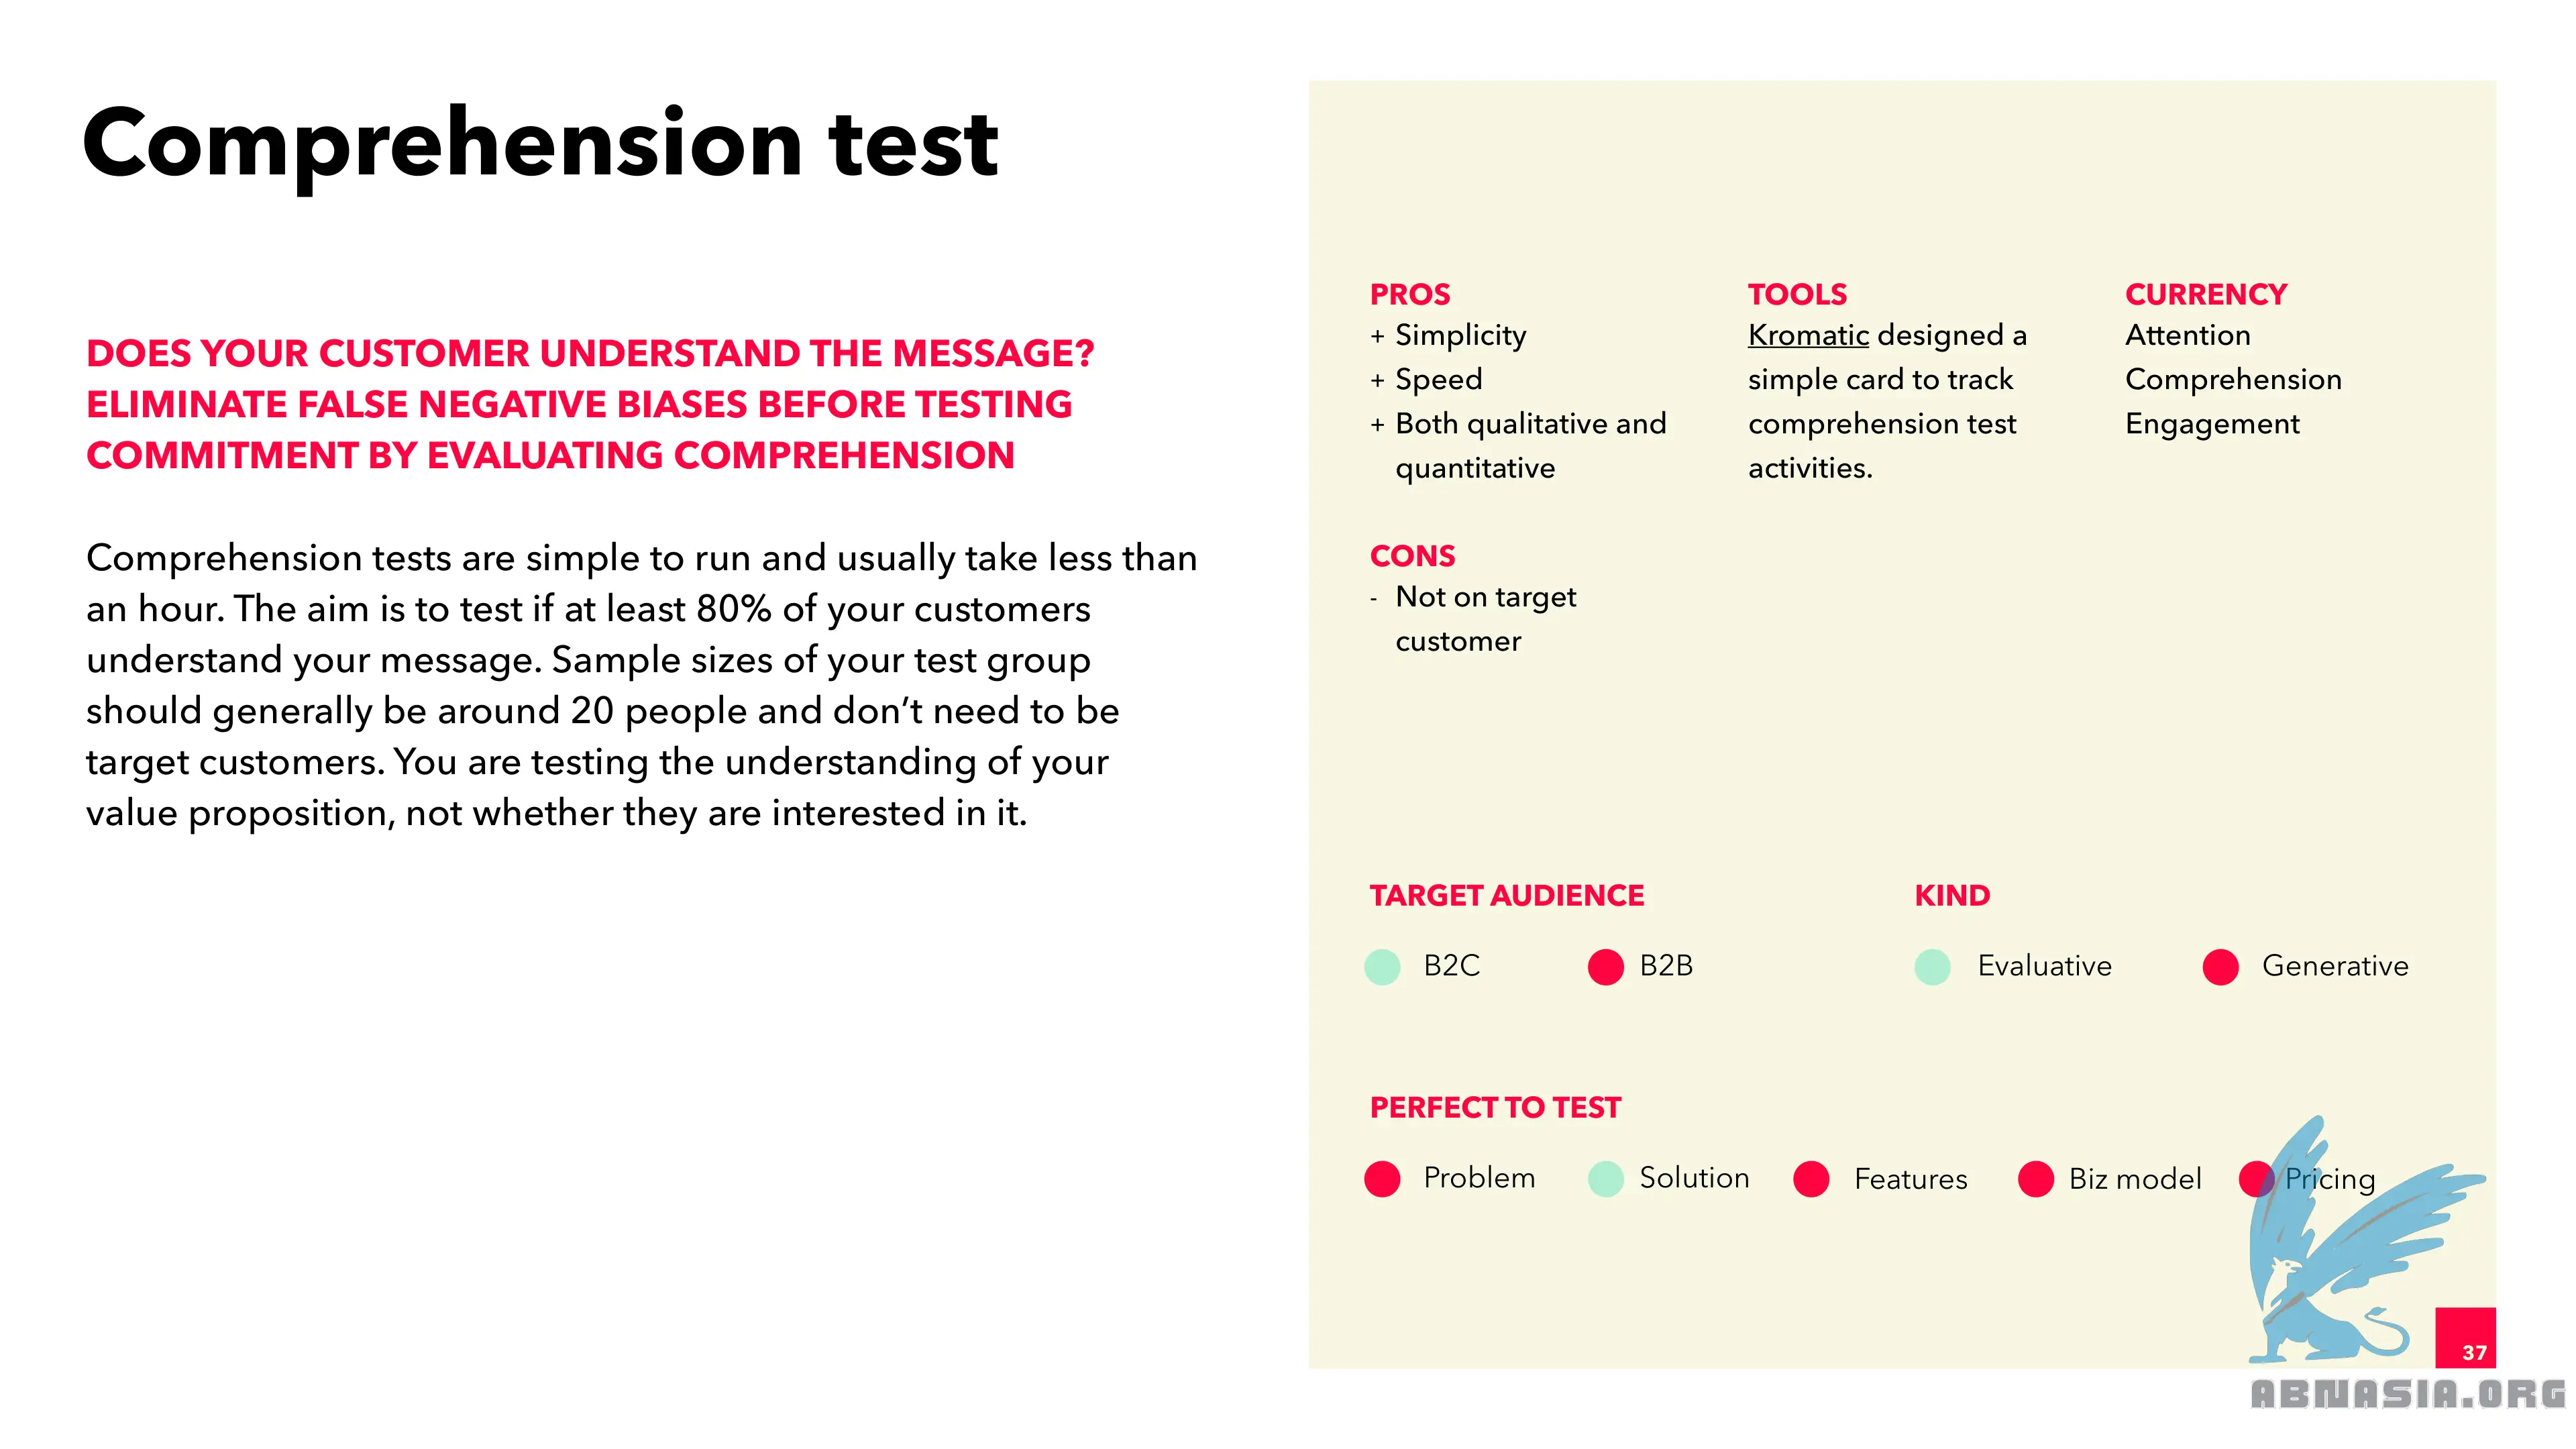 Comprehension test
DOES YOUR CUSTOMER UNDERSTAND THE MESSAGE?
ELIMINATE FALSE NEGATIVE BIASES BEFORE TESTING
COMMITMENT BY EVALUATING COMPREHENSION
Comprehension tests are simple to run and usually take less than
an hour. The aim is to test if at least 80% of your customers
understand your message. Sample sizes of your test group
should generally be around 20 people and don’t need to be
target customers. You are testing the understanding of your
value proposition, not whether they are interested in it.
PROS
+ Simplicity
+ Speed
+ Both qualitative and
quantitative
CONS
- Not on target
customer
TOOLS
Kromatic designed a
simple card to track
comprehension test
activities.
CURRENCY
Attention
Comprehension
Engagement
TARGET AUDIENCE
B2C B2B
KIND
Evaluative Generative
PERFECT TO TEST
Problem Solution Features Biz model Pricing
37
ABNASIA.ORG